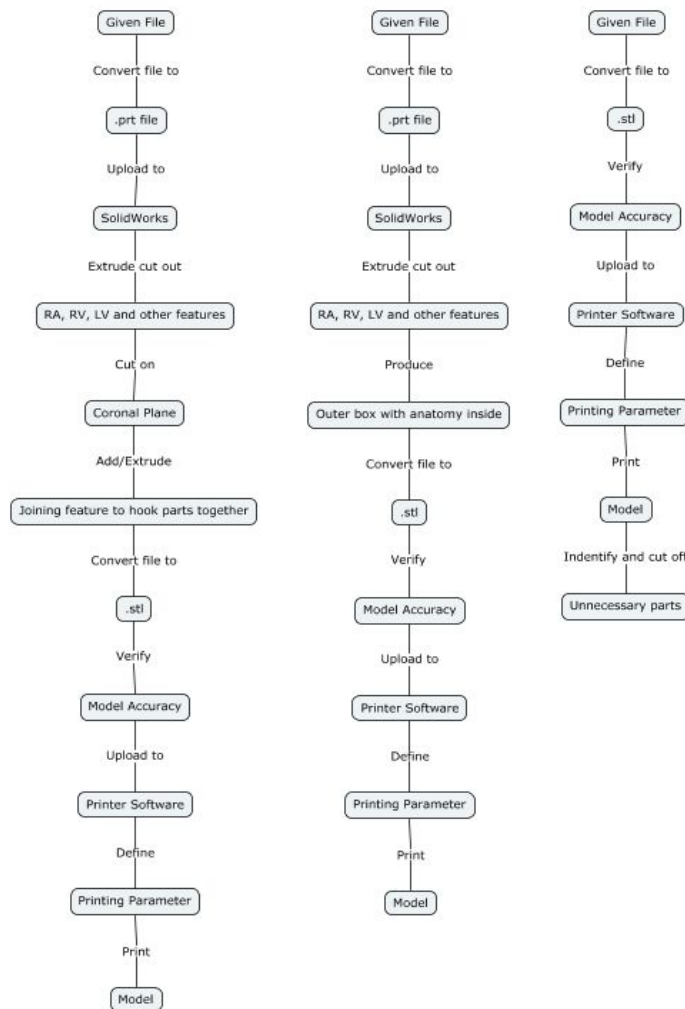 Given File
Convert file to
.prt file
Upload to
SolidWorks
Extrude cut out
RA, RV, LV and other features
Cut on
Coronal Plane
Add/Extrude
Joining feature to hook parts together
Convert file to
.stl
Verify
Model Accuracy
Upload to
Printer Software
Define
Printing Parameter
Print
Model
Given File
Convert file to
.prt file
Upload to
SolidWorks
Extrude cut out
RA, RV, LV and other features
Produce
Outer box with anatomy inside
Convert file to
.stl
Verify
Model Accuracy
Upload to
Printer Software
Define
Printing Parameter
Print
Model
Given File
Convert file to
.stl
Verify
Model Accuracy
Upload to
Printer Software
Define
Printing Parameter
Print
Model
Indentify and cut off
Unnecessary parts